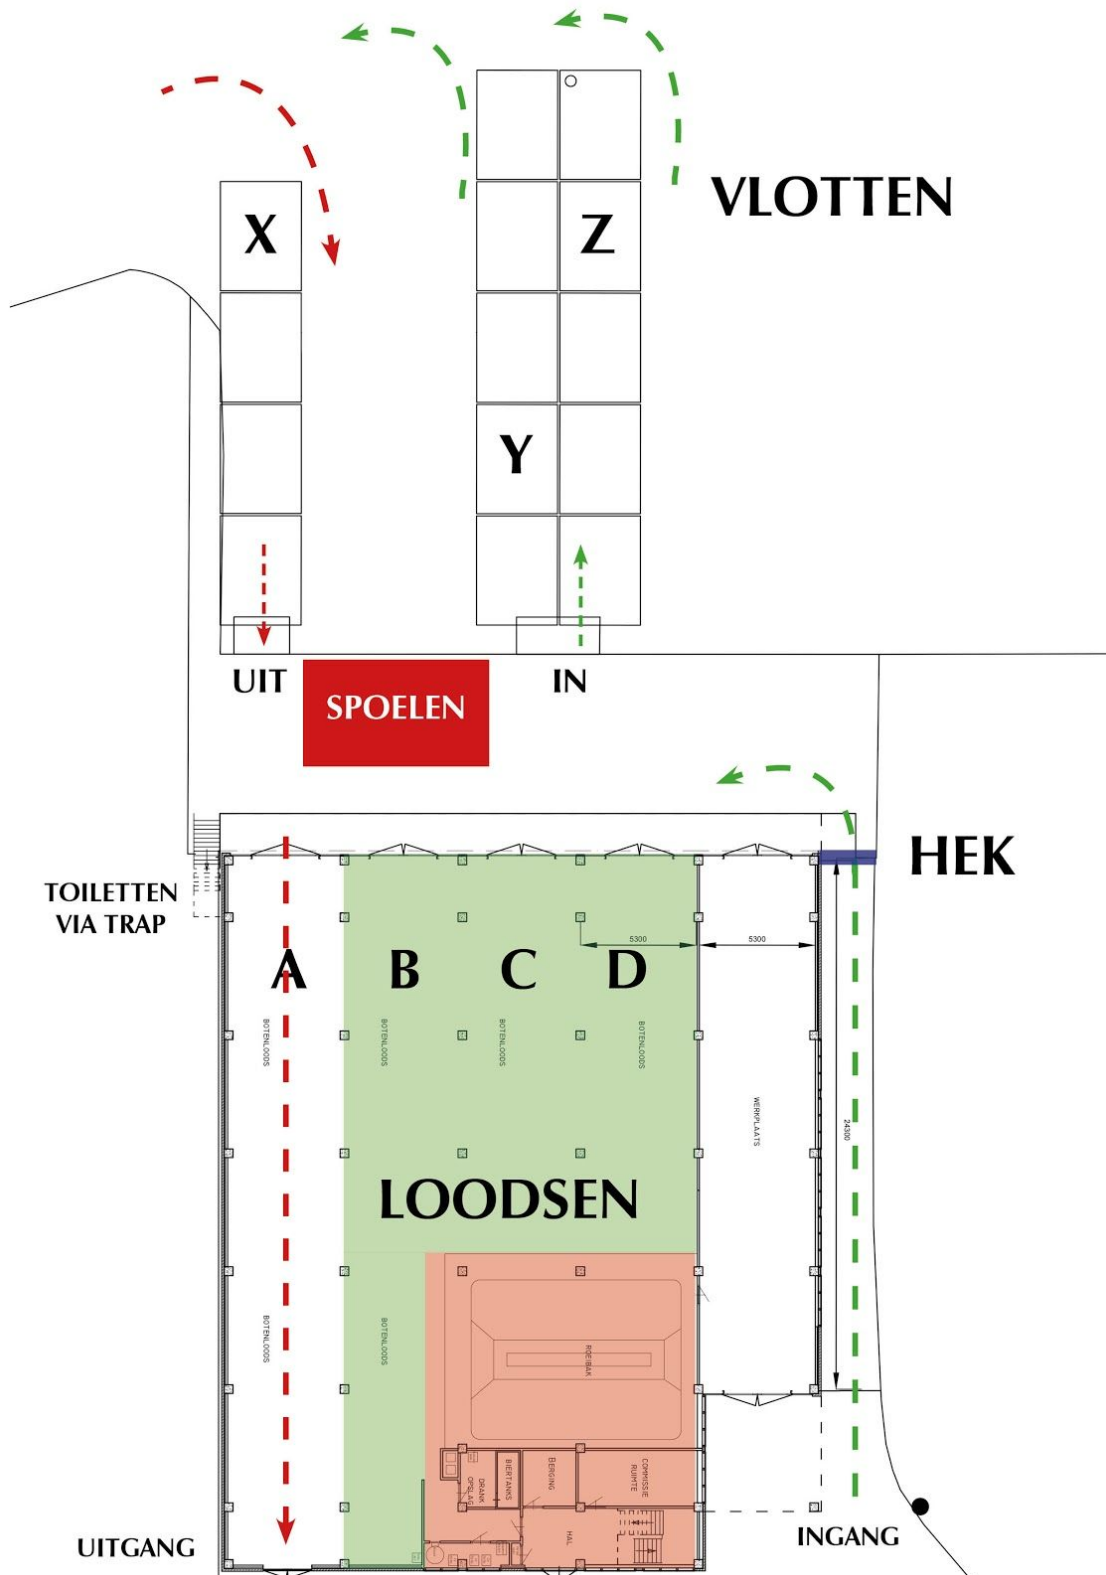 VLOTTEN
X
Z
Y
UIT
IN
SPOELEN
HEK
TOILETTEN
VIA TRAP
5300
5300
A
B
C
D
BOTENLOODS
BOTENLOODS
BOTENLOODS
BOTENLOODS
WERKPLAATS
24300
LOODSEN
BOTENLOODS
BOTENLOODS
ROEIBAK
DRANK
OPSLAG
BIERTANKS
BERGING
COMMISSIE
RUIMTE
HAL
UITGANG
INGANG